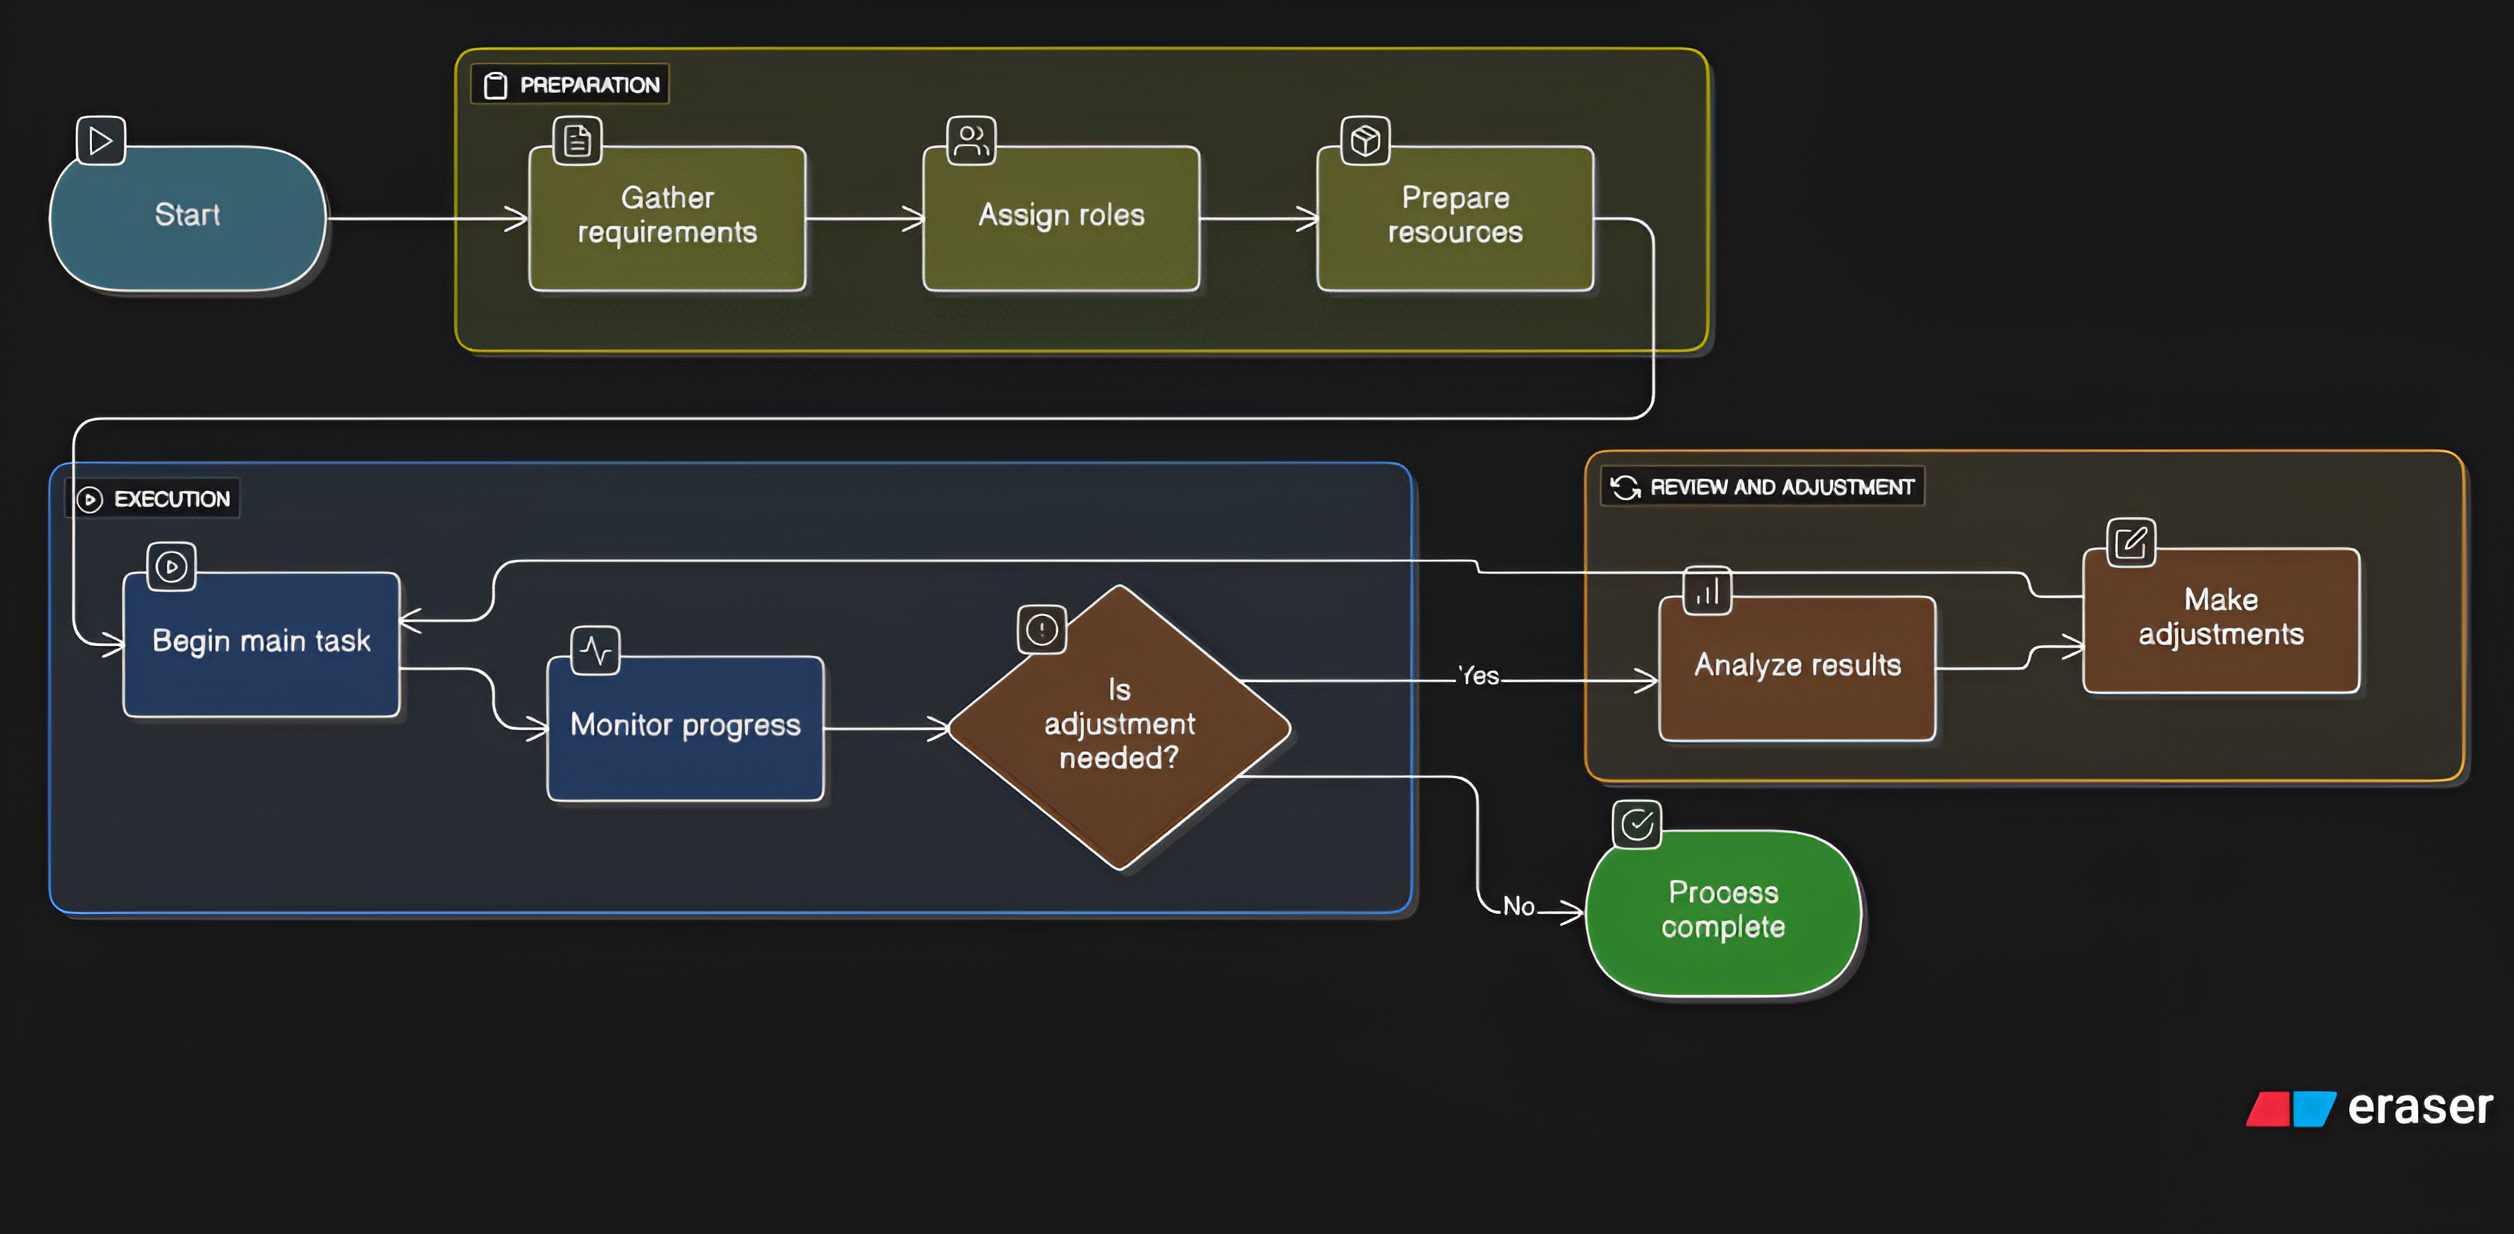 PREPARATION
Start
Gather
requirements
Assign roles
Prepare
resources
EXECUTION
REVIEW AND ADJUSTMENT
Begin main task
Monitor progress
Is
adjustment
needed?
Yes
Analyze results
Make
adjustments
No
Process
complete
eraser